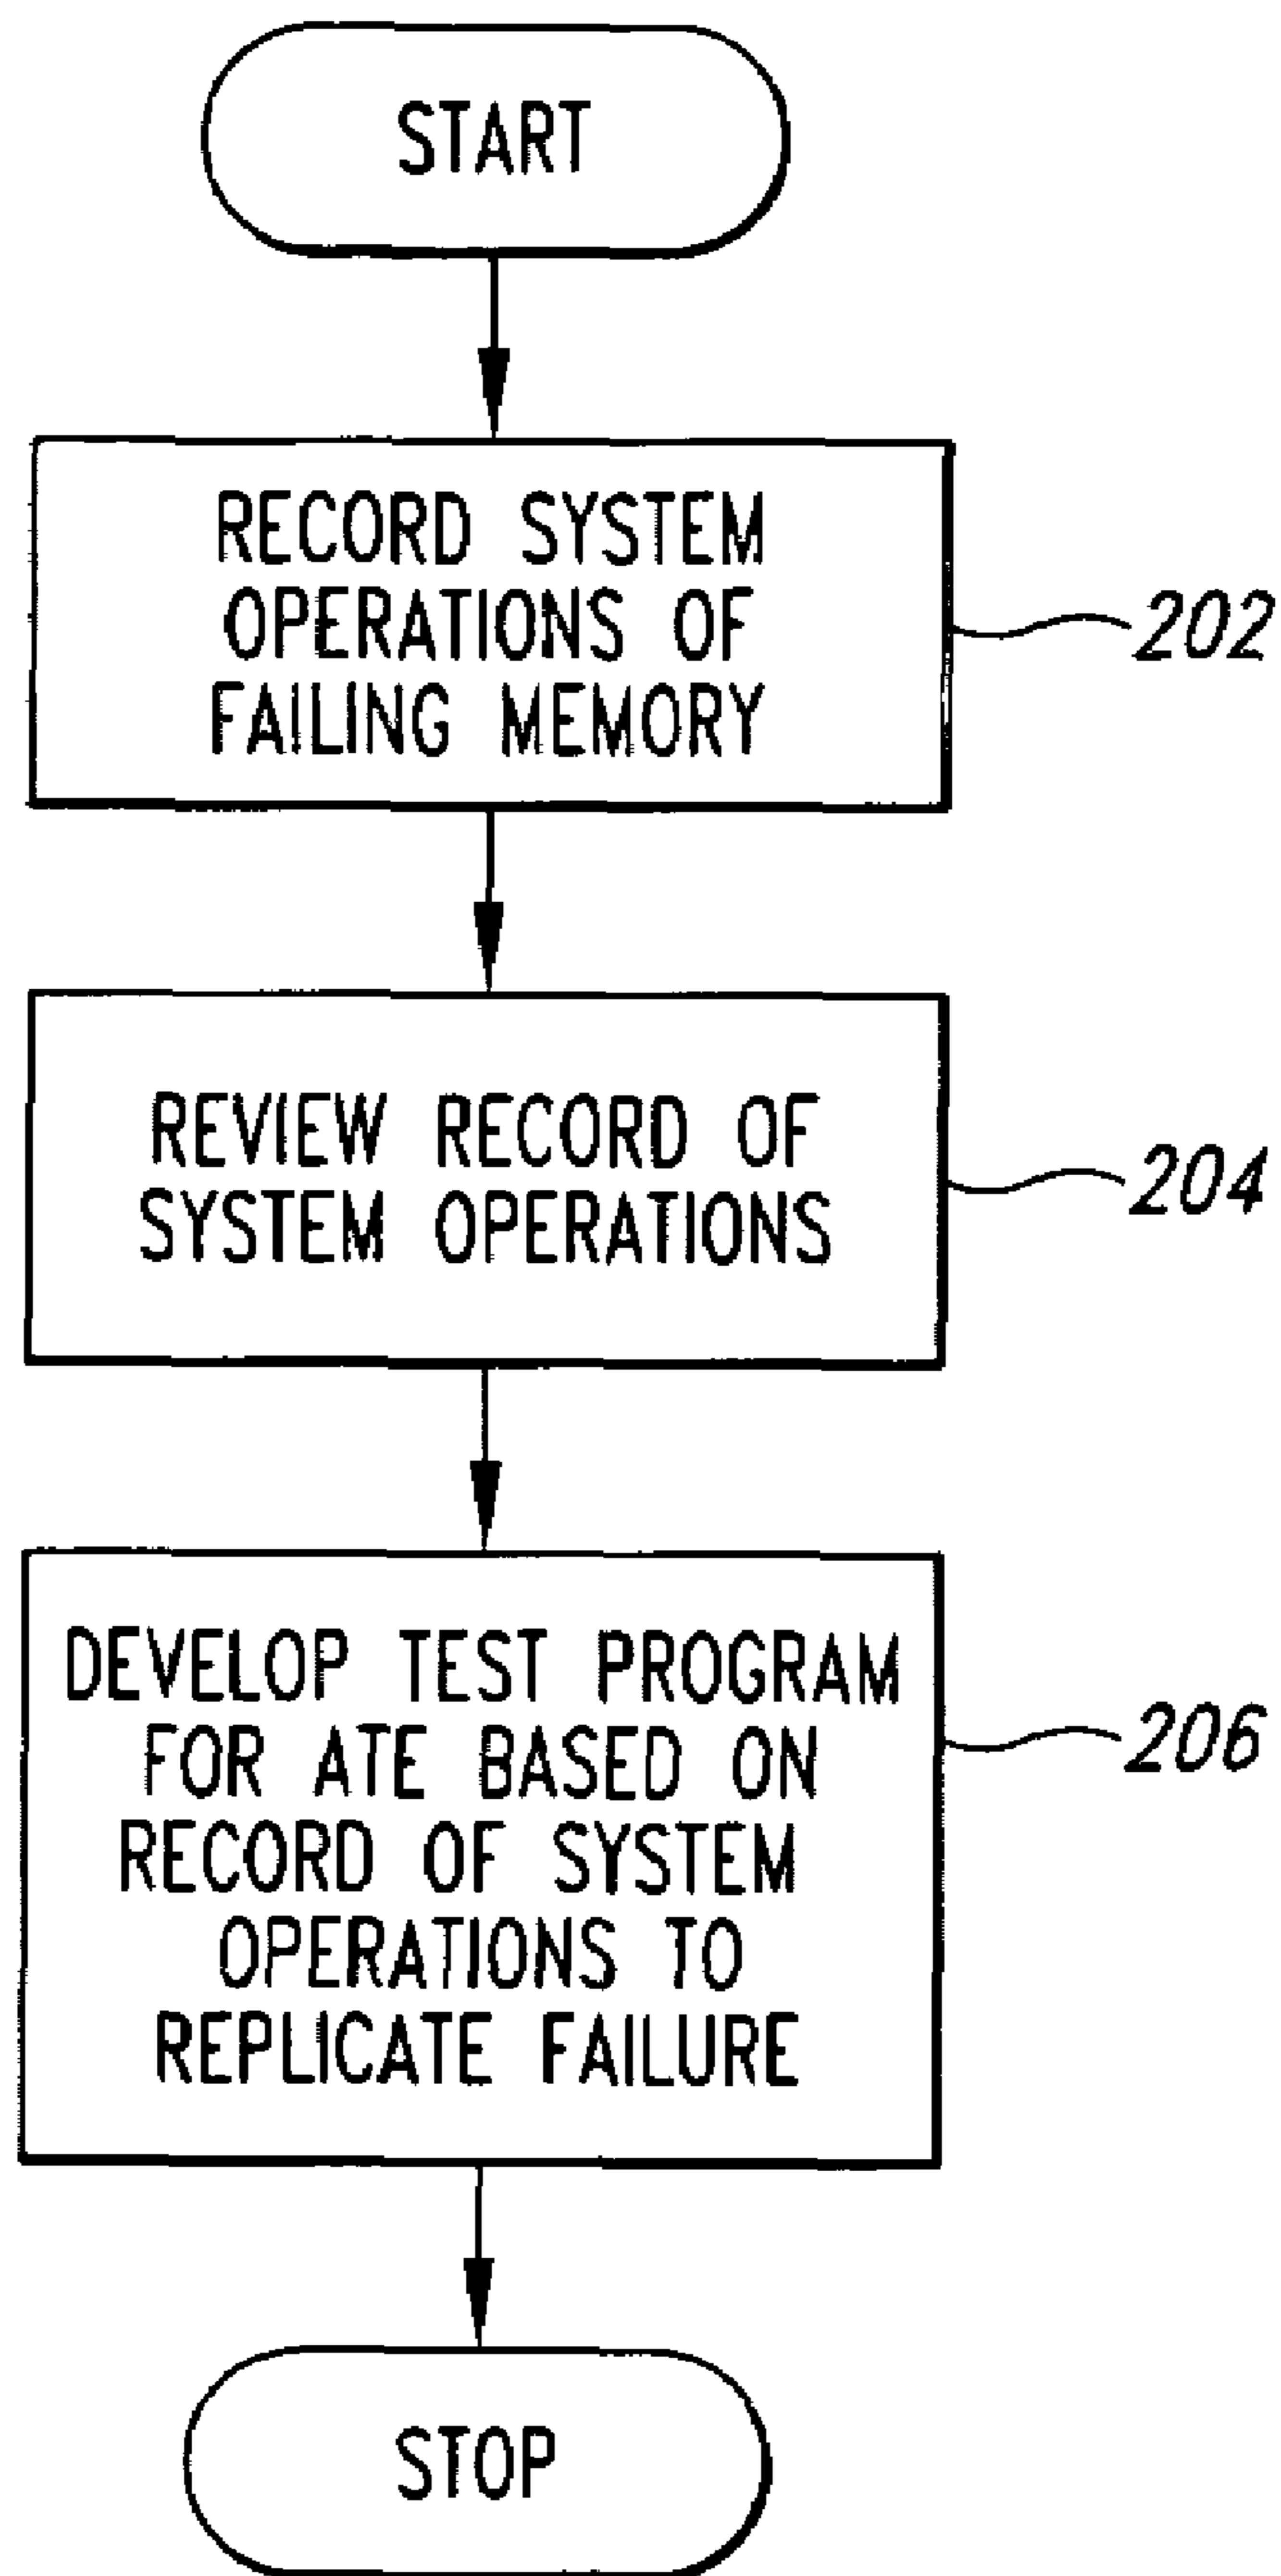 START
RECORD SYSTEM
OPERATIONS OF
FAILING MEMORY
202
REVIEW RECORD OF
SYSTEM OPERATIONS
204
DEVELOP TEST PROGRAM
FOR ATE BASED ON
RECORD OF SYSTEM
OPERATIONS TO
REPLICATE FAILURE
206
STOP